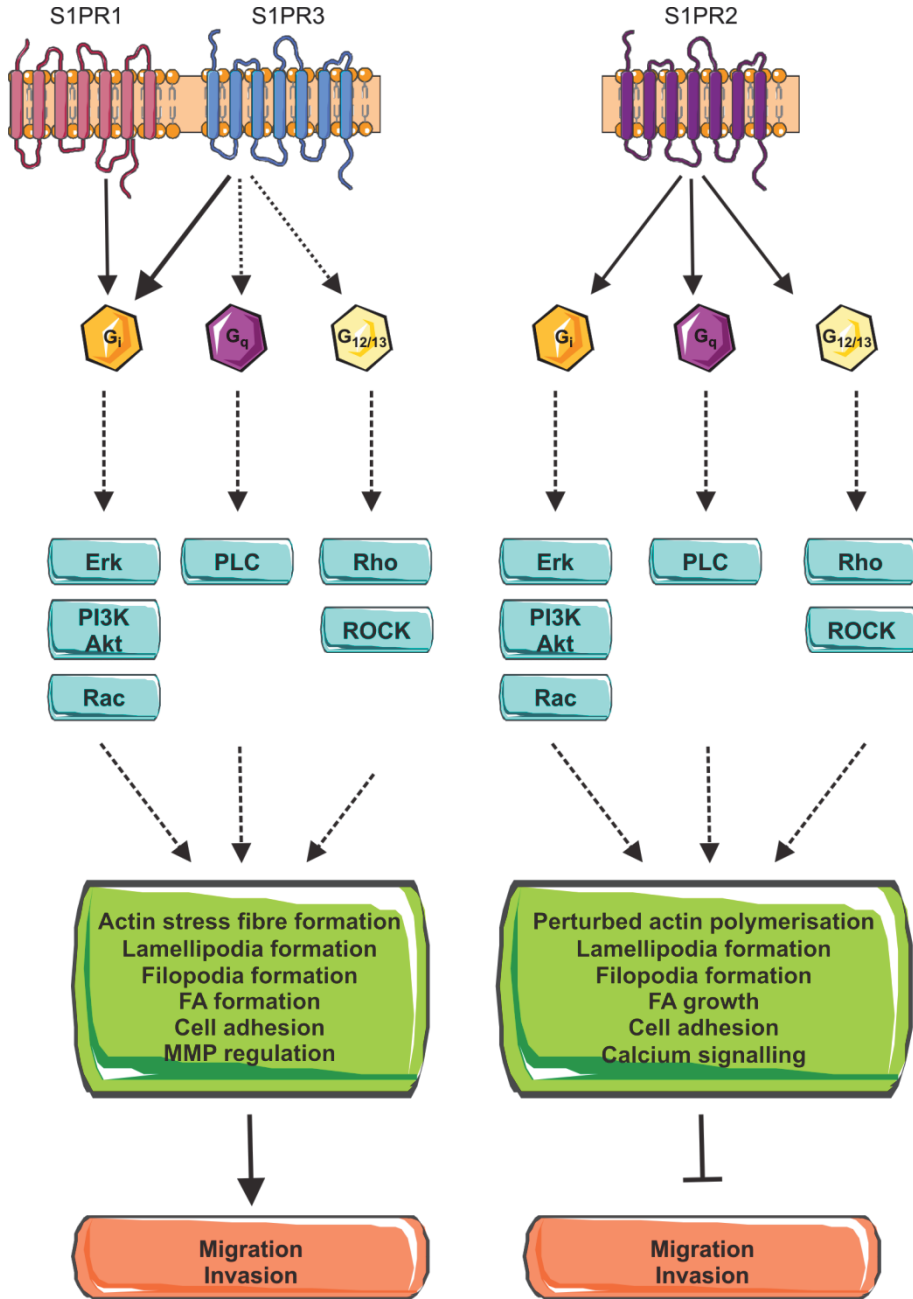 S1PR1
S1PR3
S1PR2
Gi
Gq
G12/13
Gi
Gq
G12/13
Erk
PLC
Rho
PI3K
Akt
ROCK
Rac
Erk
PLC
Rho
PI3K
Akt
ROCK
Rac
Actin stress fibre formation
Lamellipodia formation
Filopodia formation
FA formation
Cell adhesion
MMP regulation
Perturbed actin polymerisation
Lamellipodia formation
Filopodia formation
FA growth
Cell adhesion
Calcium signalling
Migration
Invasion
Migration
Invasion